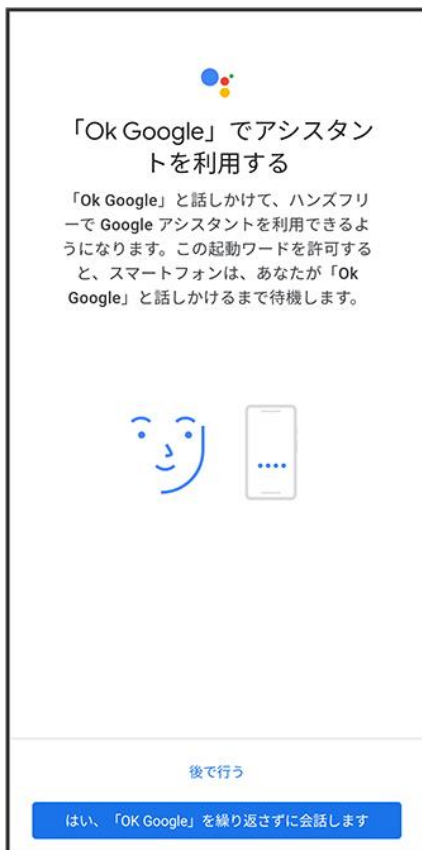 「Ok Google」でアシスタン
トを利用する
「Ok Google」と話しかけて、ハンズフリ
ーで Google アシスタントを利用できるよ
うになります。この起動ワードを許可する
と、スマートフォンは、あなたが「Ok
Google」と話しかけるまで待機します。
後で行う
はい、「OK Google」を繰り返さずに会話します